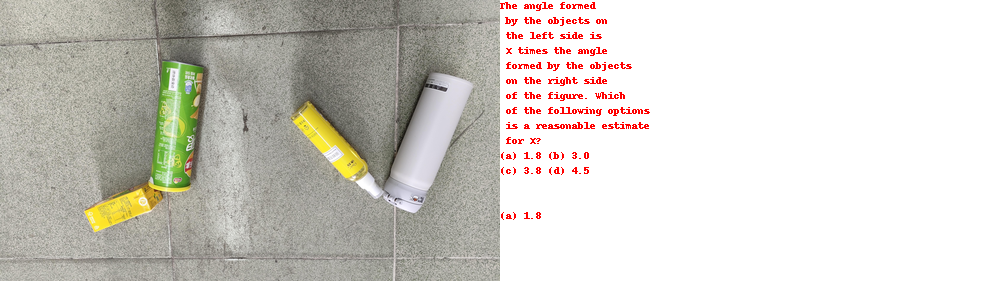 The angle formed
by the objects on
the left side is
X times the angle
formed by the objects
on the right side
of the figure. Which
of the following options
is a reasonable estimate
for X?
(a) 1.8 (b) 3.0
(c) 3.8 (d) 4.5
(a) 1.8